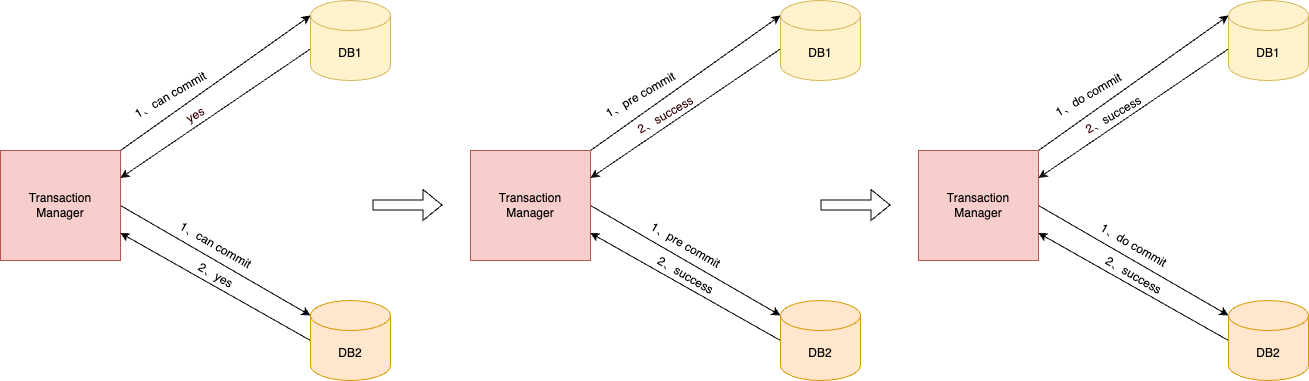 DB1
1、can commit
yes
Transaction
Manager
1、can commit
2、yes
DB2
DB1
1、pre commit
2、success
Transaction
Manager
1、pre commit
2、success
DB2
DB1
1、do commit
2、success
Transaction
Manager
1、do commit
2、success
DB2